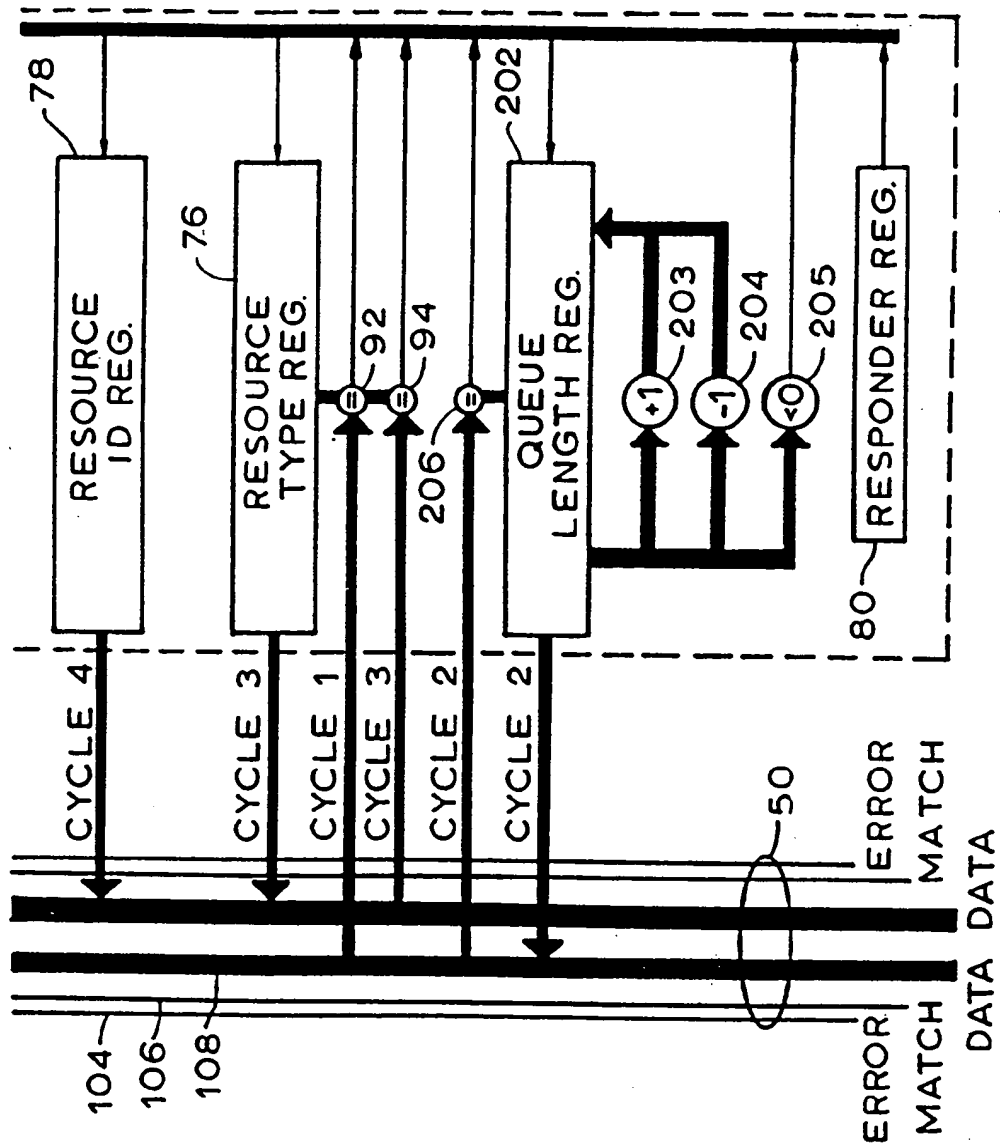 RESOURCE
ID REG.
78
RESOURCE
TYPE REG.
76
92
94
206
QUEUE
LENGTH REG.
202
+1
203
-1
204
<0
205
RESPONDER REG.
80
=
=
=
CYCLE 4
CYCLE 3
CYCLE 1
CYCLE 3
CYCLE 2
CYCLE 2
50
ERROR
MATCH
DATA
DATA
MATCH
ERROR
104
106
108